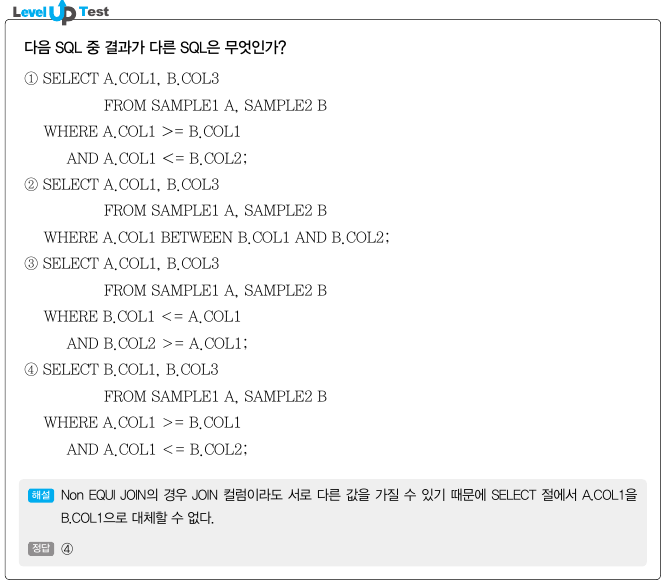 Level Up Test
다음 SQL 중 결과가 다른 SQL은 무엇인가?
① SELECT A.COL1, B.COL3
FROM SAMPLE1 A, SAMPLE2 B
WHERE A.COL1 >= B.COL1
AND A.COL1 <= B.COL2;
② SELECT A.COL1, B.COL3
FROM SAMPLE1 A, SAMPLE2 B
WHERE A.COL1 BETWEEN B.COL1 AND B.COL2;
③ SELECT A.COL1, B.COL3
FROM SAMPLE1 A, SAMPLE2 B
WHERE B.COL1 <= A.COL1
AND B.COL2 >= A.COL1;
④ SELECT B.COL1, B.COL3
FROM SAMPLE1 A, SAMPLE2 B
WHERE A.COL1 >= B.COL1
AND A.COL1 <= B.COL2;
해설 Non EQUI JOIN의 경우 JOIN 컬럼이라도 서로 다른 값을 가질 수 있기 때문에 SELECT 절에서 A.COL1을
B.COL1으로 대체할 수 없다.
정답 ④